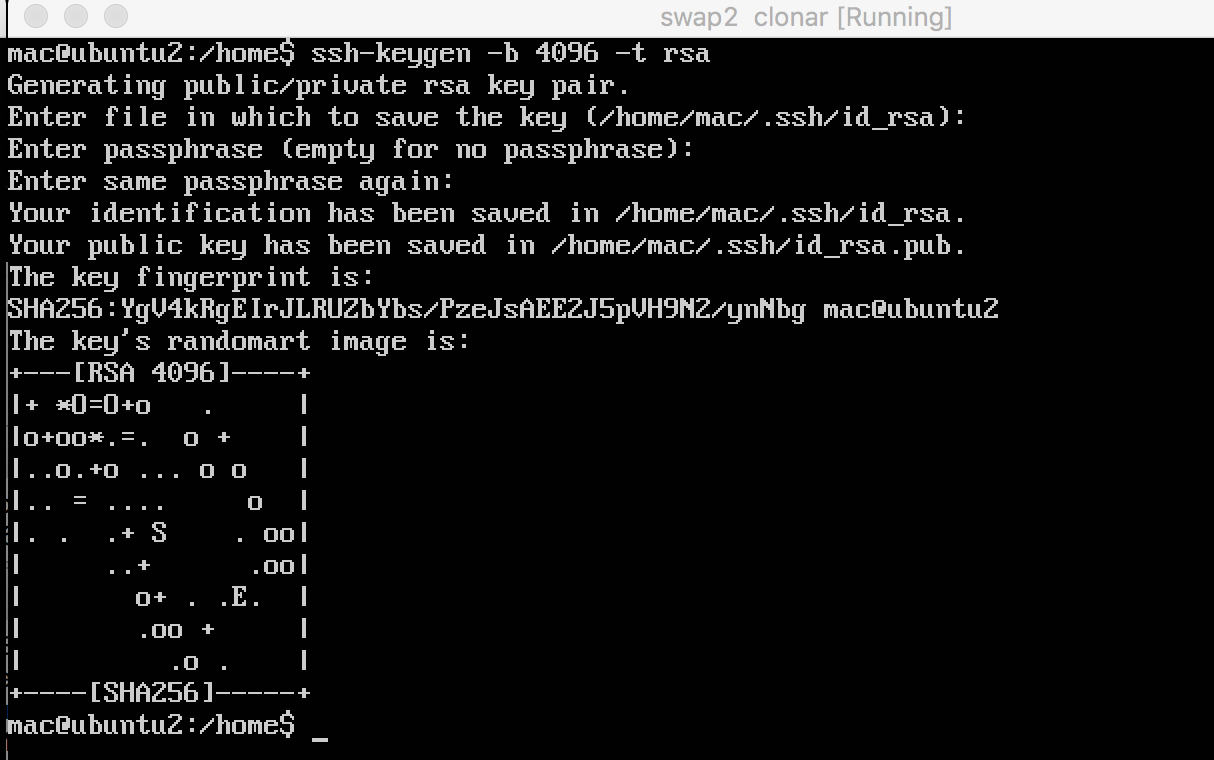 swap2  clonar [Running]
mac@ubuntu2:/home$ ssh-keygen -b 4096 -t rsa
Generating public/private rsa key pair.
Enter file in which to save the key (/home/mac/.ssh/id_rsa):
Enter passphrase (empty for no passphrase):
Enter same passphrase again:
Your identification has been saved in /home/mac/.ssh/id_rsa.
Your public key has been saved in /home/mac/.ssh/id_rsa.pub.
The key fingerprint is:
SHA256:YgV4kRgEIrJLRUZbYbs/PzeJsAEE2J5pVH9N2/ynNbg mac@ubuntu2
The key's randomart image is:
+---[RSA 4096]----+
|+ *O=O+o   .     |
|o+oo*.=.  o +    |
|..o.+o ... o o   |
|.. = ....     o  |
|. .  .+ S    . oo|
|     ..+      .oo|
|       o+ . .E.  |
|       .oo +     |
|         .o .    |
+----[SHA256]-----+
mac@ubuntu2:/home$ _